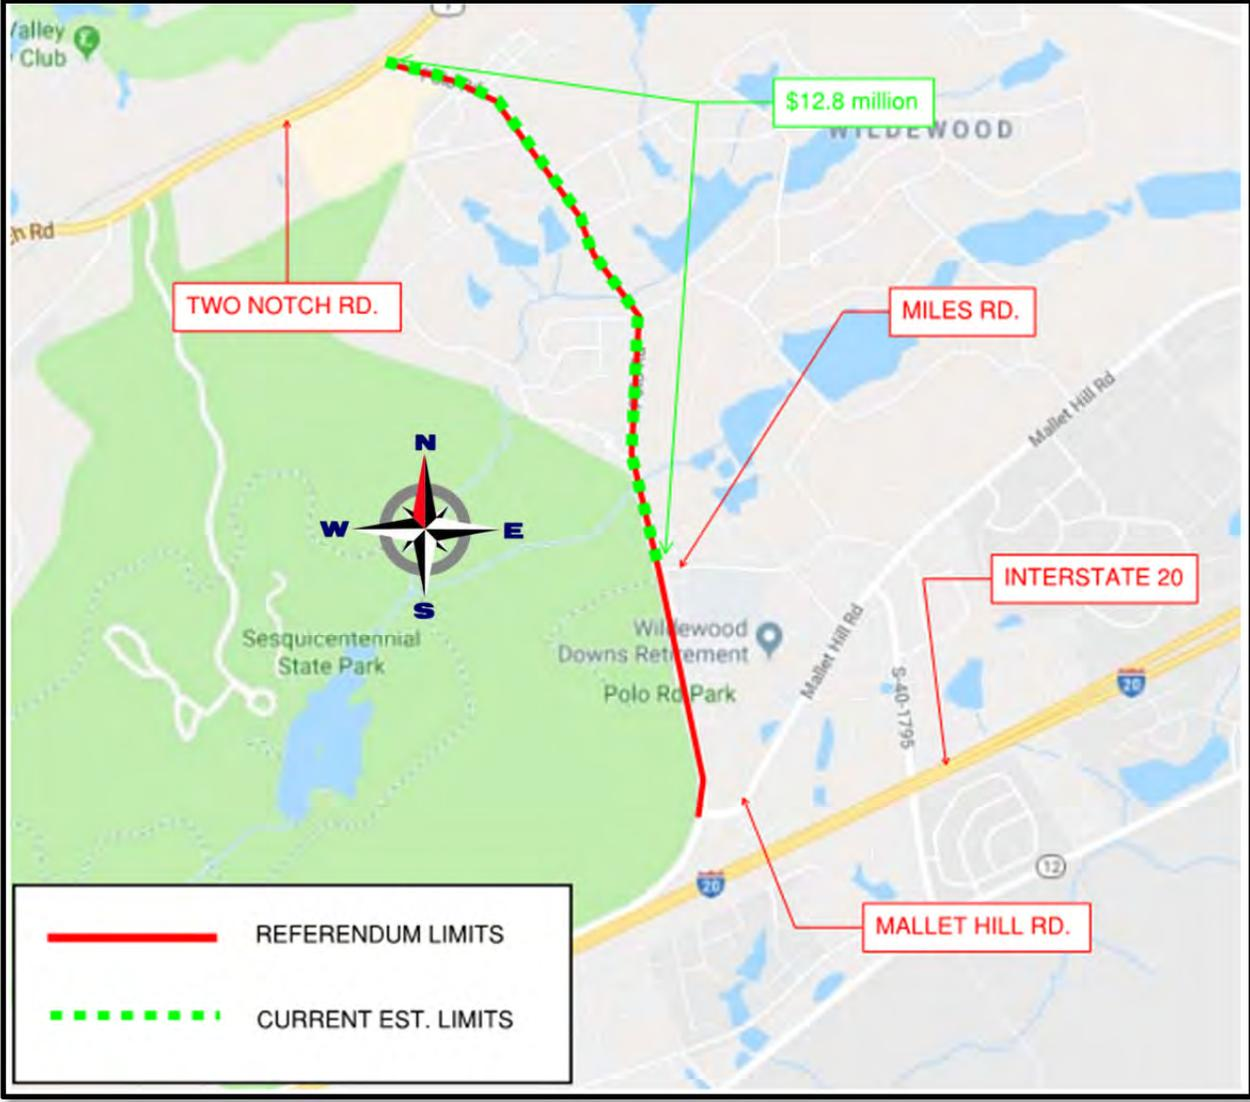 /alley
Club
$12.8 million
WILDEWOOD
h Rd
TWO NOTCH RD.
MILES RD.
Mallet Hill Rd
N
W
E
S
INTERSTATE 20
Sesquicentennial
State Park
Wildewood
Downs Retirement
Polo Rd Park
Mallet Hill Rd
S-40-1795
20
20
12
MALLET HILL RD.
REFERENDUM LIMITS
CURRENT EST. LIMITS